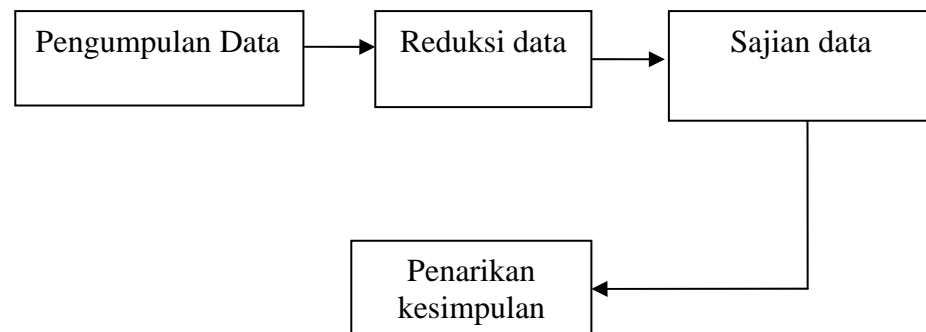 Pengumpulan Data
Reduksi data
Sajian data
Penarikan
kesimpulan